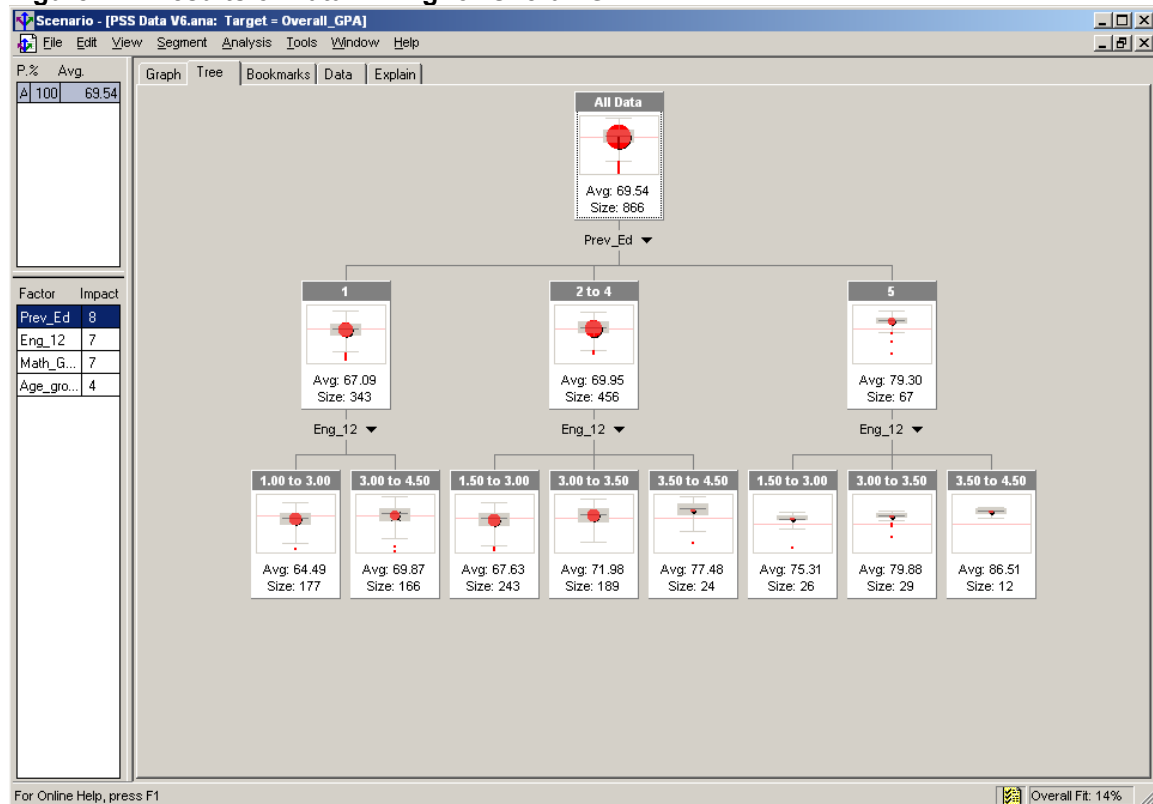 Scenario - [PSS Data V6.ana: Target = Overall_GPA]
File Edit View Segment Analysis Tools Window Help
P.% Avg.
A 100 69.54
Graph Tree Bookmarks Data Explain
All Data
Avg: 69.54
Size: 866
Prev_Ed
Factor Impact
Prev_Ed 8
Eng_12 7
Math_G... 7
Age_gro... 4
1 2 to 4 5
Avg: 67.09 Avg: 69.95 Avg: 79.30
Size: 343 Size: 456 Size: 67
Eng_12 Eng_12 Eng_12
1.00 to 3.00 3.00 to 4.50 1.50 to 3.00 3.00 to 3.50 3.50 to 4.50 1.50 to 3.00 3.00 to 3.50 3.50 to 4.50
Avg: 64.49 Avg: 69.87 Avg: 67.63 Avg: 71.98 Avg: 77.48 Avg: 75.31 Avg: 79.88 Avg: 86.51
Size: 177 Size: 166 Size: 243 Size: 189 Size: 24 Size: 26 Size: 29 Size: 12
For Online Help, press F1 Overall Fit: 14%